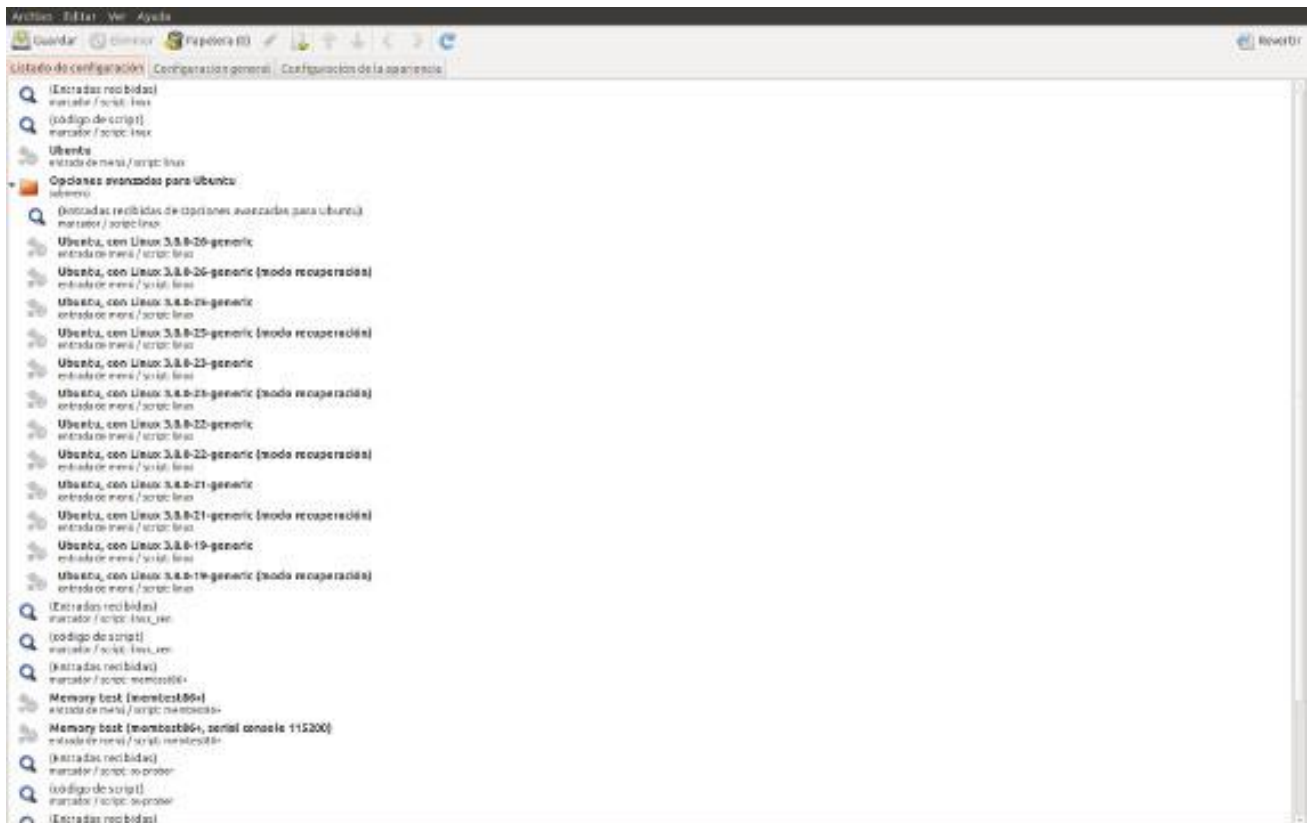 Archivo Editar Ver Ayuda
Guardar Eliminar Papelera (0) Revertir
Listado de configuración Configuración general Configuración de la apariencia
(Entradas recibidas)
marcador / script: linux
(código de script)
marcador / script: linux
Ubuntu
entrada de menú / script: linux
Opciones avanzadas para Ubuntu
submenú
(Entradas recibidas de Opciones avanzadas para Ubuntu)
marcador / script: linux
Ubuntu, con Linux 3.8.0-26-generic
entrada de menú / script: linux
Ubuntu, con Linux 3.8.0-26-generic (modo recuperación)
entrada de menú / script: linux
Ubuntu, con Linux 3.8.0-25-generic
entrada de menú / script: linux
Ubuntu, con Linux 3.8.0-25-generic (modo recuperación)
entrada de menú / script: linux
Ubuntu, con Linux 3.8.0-23-generic
entrada de menú / script: linux
Ubuntu, con Linux 3.8.0-23-generic (modo recuperación)
entrada de menú / script: linux
Ubuntu, con Linux 3.8.0-22-generic
entrada de menú / script: linux
Ubuntu, con Linux 3.8.0-22-generic (modo recuperación)
entrada de menú / script: linux
Ubuntu, con Linux 3.8.0-21-generic
entrada de menú / script: linux
Ubuntu, con Linux 3.8.0-21-generic (modo recuperación)
entrada de menú / script: linux
Ubuntu, con Linux 3.8.0-19-generic
entrada de menú / script: linux
Ubuntu, con Linux 3.8.0-19-generic (modo recuperación)
entrada de menú / script: linux
(Entradas recibidas)
marcador / script: linux_xen
(código de script)
marcador / script: linux_xen
(Entradas recibidas)
marcador / script: memtest86+
Memory test (memtest86+)
entrada de menú / script: memtest86+
Memory test (memtest86+, serial console 115200)
entrada de menú / script: memtest86+
(Entradas recibidas)
marcador / script: os-prober
(código de script)
marcador / script: os-prober
(Entradas recibidas)